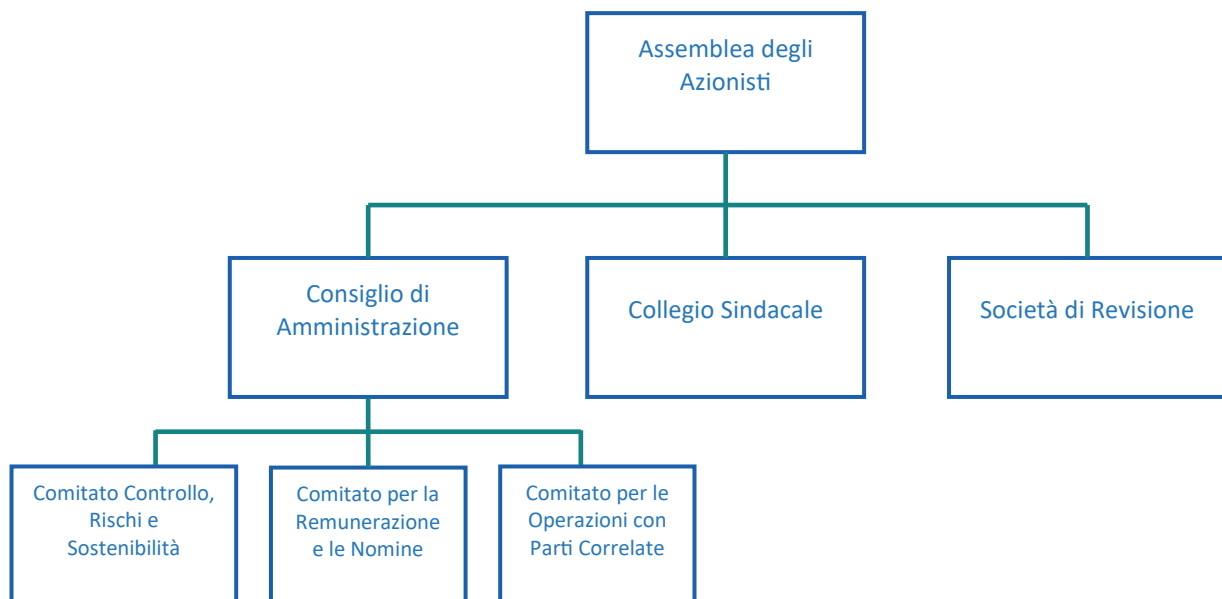 Assemblea degli
Azionisti
Consiglio di
Amministrazione
Collegio Sindacale
Società di Revisione
Comitato Controllo,
Rischi e
Sostenibilità
Comitato per la
Remunerazione
e le Nomine
Comitato per le
Operazioni con
Parti Correlate